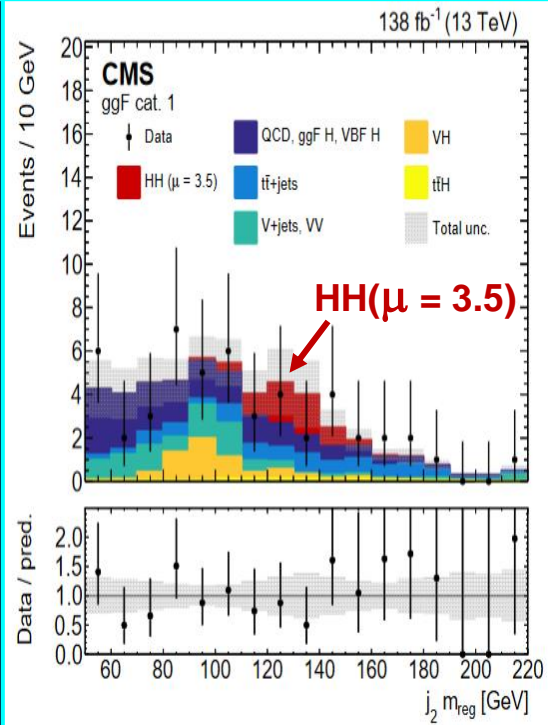 138 fb⁻¹ (13 TeV)
CMS
ggF cat. 1
Data
HH (μ = 3.5)
QCD, ggF H, VBF H
tt̄+jets
V+jets, VV
VH
tt̄H
Total unc.
HH(μ = 3.5)
Events / 10 GeV
20
18
16
14
12
10
8
6
4
2
0
Data / pred.
2.0
1.5
1.0
0.5
0.0
60 80 100 120 140 160 180 200 220
j₂ m_reg [GeV]